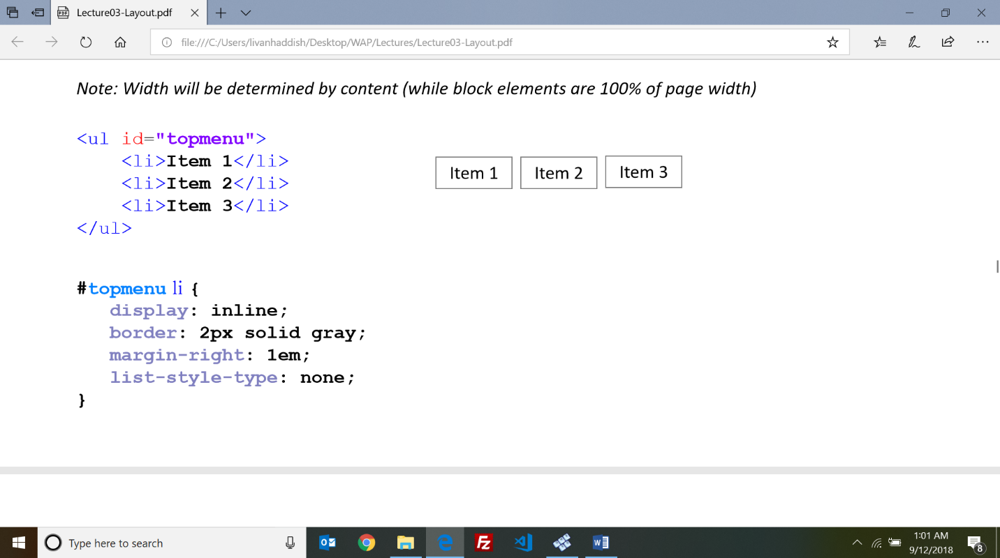 Lecture03-Layout.pdf
file:///C:/Users/livanhaddish/Desktop/WAP/Lectures/Lecture03-Layout.pdf
Note: Width will be determined by content (while block elements are 100% of page width)
<ul id="topmenu">
<li>Item 1</li>
<li>Item 2</li>
<li>Item 3</li>
</ul>
Item 1 Item 2 Item 3
#topmenu li {
display: inline;
border: 2px solid gray;
margin-right: 1em;
list-style-type: none;
}
Type here to search
1:01 AM
9/12/2018
8